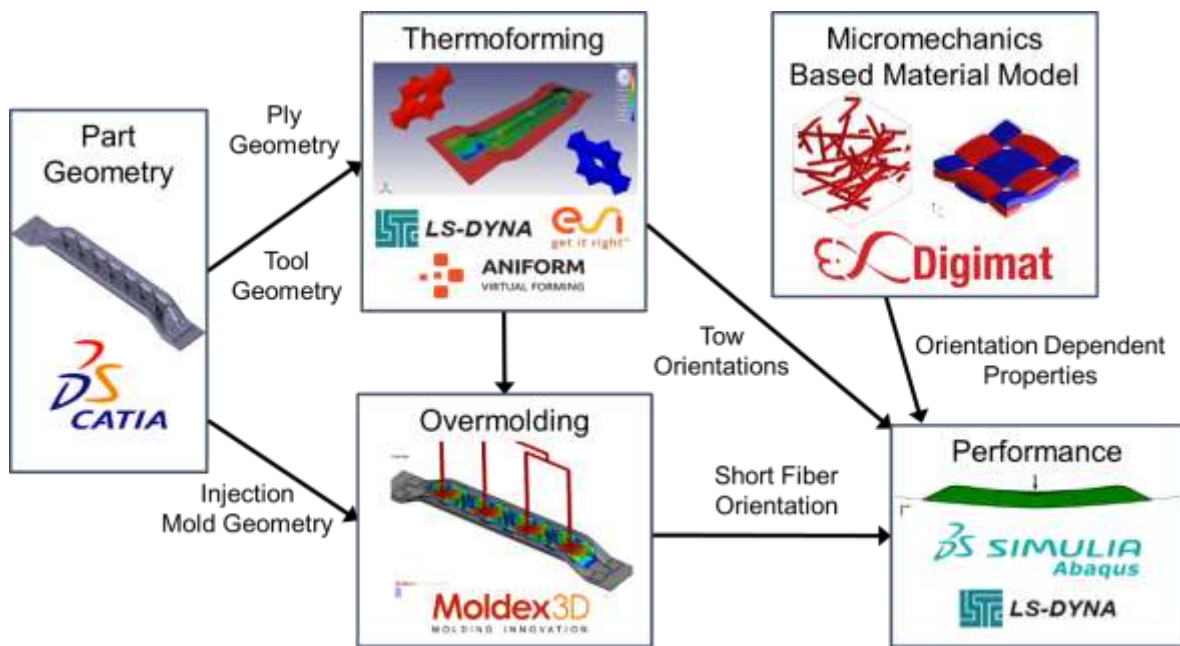 Part
Geometry
CATIA
Ply
Geometry
Tool
Geometry
Injection
Mold Geometry
Thermoforming
LS-DYNA
esi
get it right
ANIFORM
VIRTUAL FORMING
Overmolding
Moldex3D
MOLDING INNOVATION
Micromechanics
Based Material Model
Digimat
Tow
Orientations
Orientation Dependent
Properties
Short Fiber
Orientation
Performance
SIMULIA
Abaqus
LS-DYNA